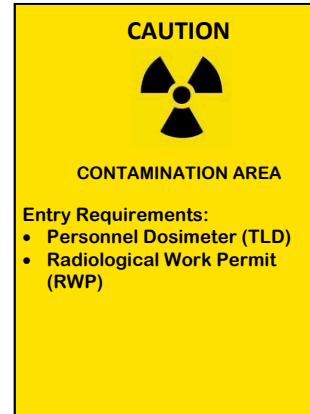 CAUTION
CONTAMINATION AREA
Entry Requirements:
• Personnel Dosimeter (TLD)
• Radiological Work Permit
(RWP)